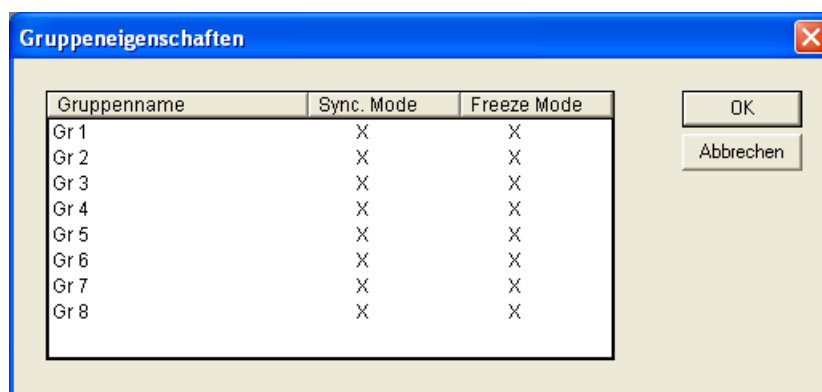 Gruppeneigenschaften
Gruppenname Sync. Mode Freeze Mode
Gr 1 X X
Gr 2 X X
Gr 3 X X
Gr 4 X X
Gr 5 X X
Gr 6 X X
Gr 7 X X
Gr 8 X X
OK
Abbrechen